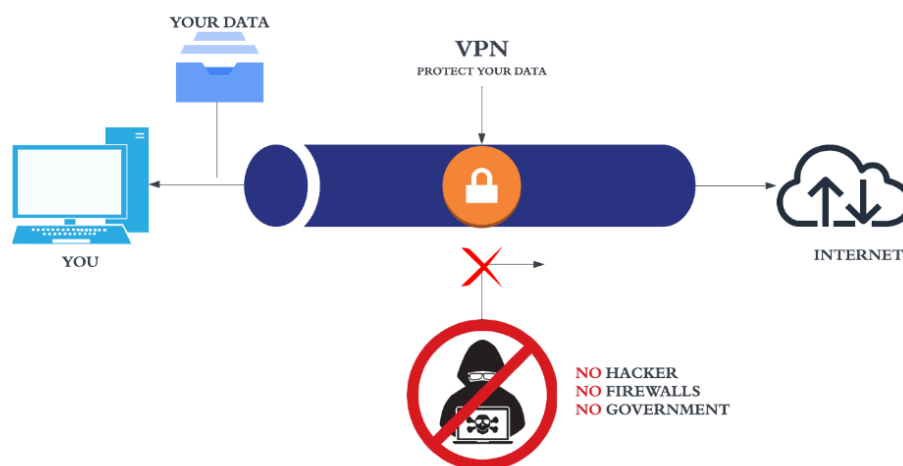 YOUR DATA
VPN
PROTECT YOUR DATA
YOU
INTERNET
NO HACKER
NO FIREWALLS
NO GOVERNMENT